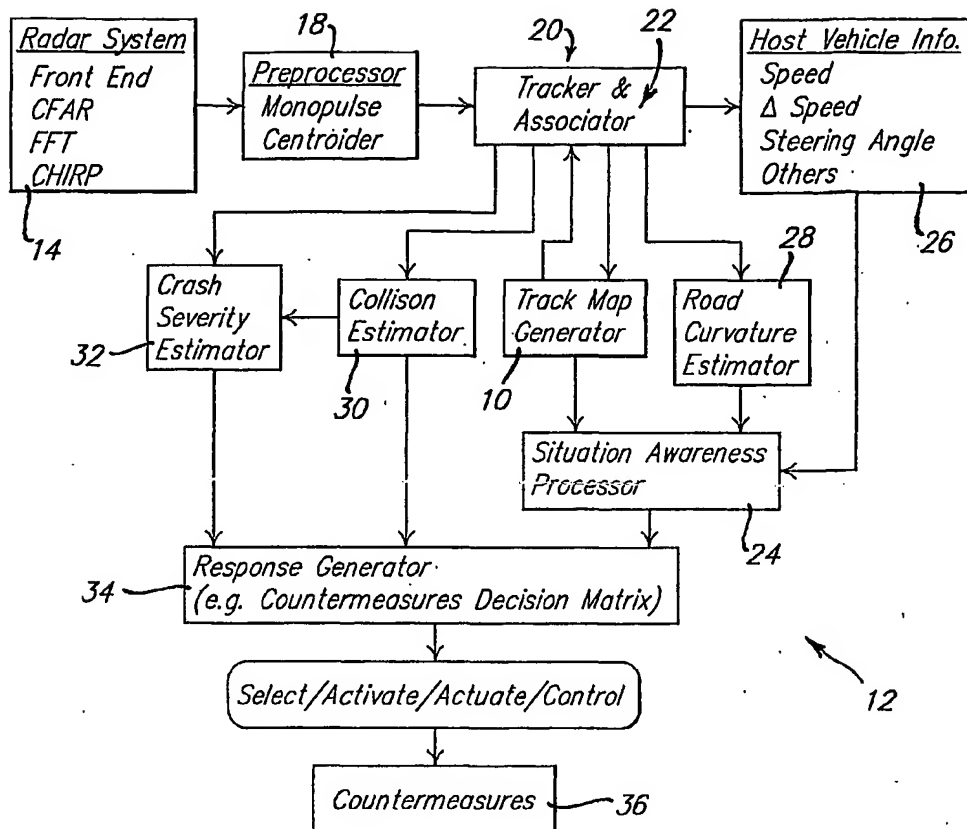 Radar System
Front End
CFAR
FFT
CHIRP
14
18
Preprocessor
Monopulse
Centroider
20
22
Tracker &
Associator
Host Vehicle Info.
Speed
Δ Speed
Steering Angle
Others
26
Crash
Severity
Estimator
32
Collison
Estimator
30
Track Map
Generator
10
28
Road
Curvature
Estimator
Situation Awareness
Processor
24
Response Generator
(e.g. Countermeasures Decision Matrix)
34
Select/Activate/Actuate/Control
12
Countermeasures
36